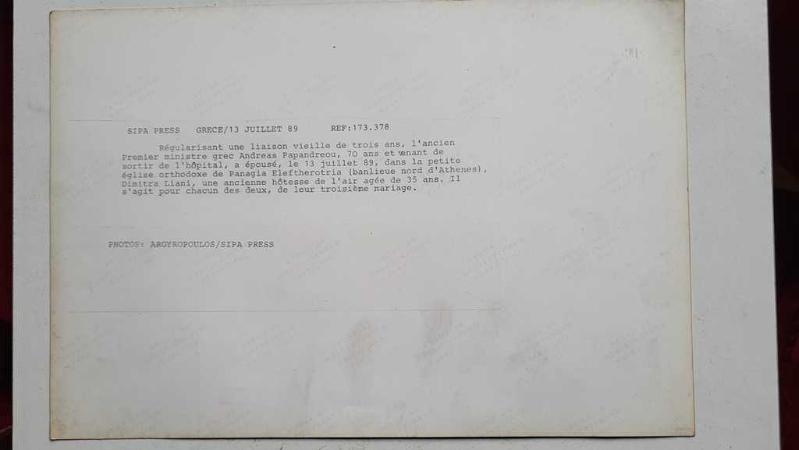 SIPA PRESS GRECE/13 JUILLET 89 REF:173.378
Régularisant une liaison vieille de trois ans, l'ancien
Premier ministre grec Andreas Papandreou, 70 ans et venant de
sortir de l'hôpital, a épousé, le 13 juillet 89, dans la petite
église orthodoxe de Panagia Eleftherotria (banlieue nord d'Athenes),
Dimitra Liani, une ancienne hôtesse de l'air agée de 35 ans. Il
s'agit pour chacun des deux, de leur troisième mariage.
PHOTOS: ARGYROPOULOS/SIPA PRESS